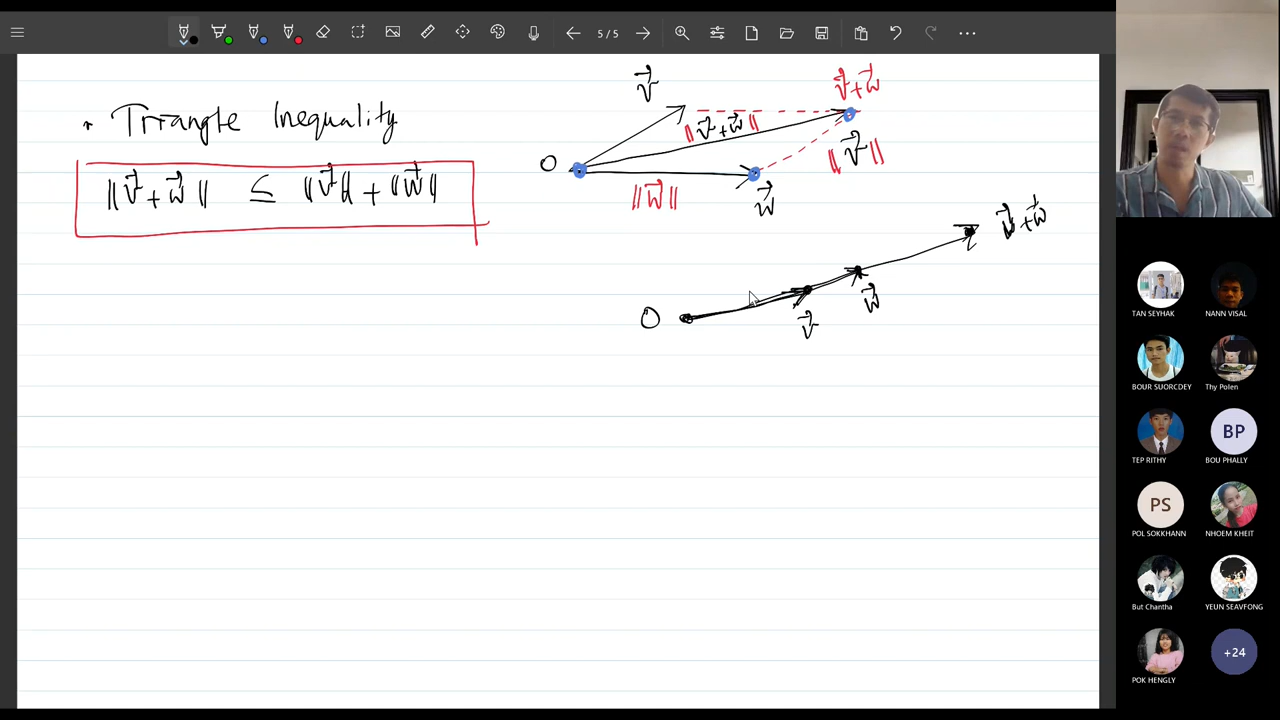 5/5
• Triangle Inequality
‖v⃗+w⃗‖ ≤ ‖v⃗‖+‖w⃗‖
v⃗
v⃗+w⃗
‖v⃗+w⃗‖
‖v⃗‖
O
‖w⃗‖
w⃗
v⃗+w⃗
O
v⃗
w⃗
TAN SEYHAK
NANN VISAL
BOUR SUORCDEY
Thy Polen
TEP RITHY
BP
BOU PHALLY
PS
POL SOKKHANN
NHOEM KHEIT
But Chantha
YEUN SEAVFONG
POK HENGLY
+24